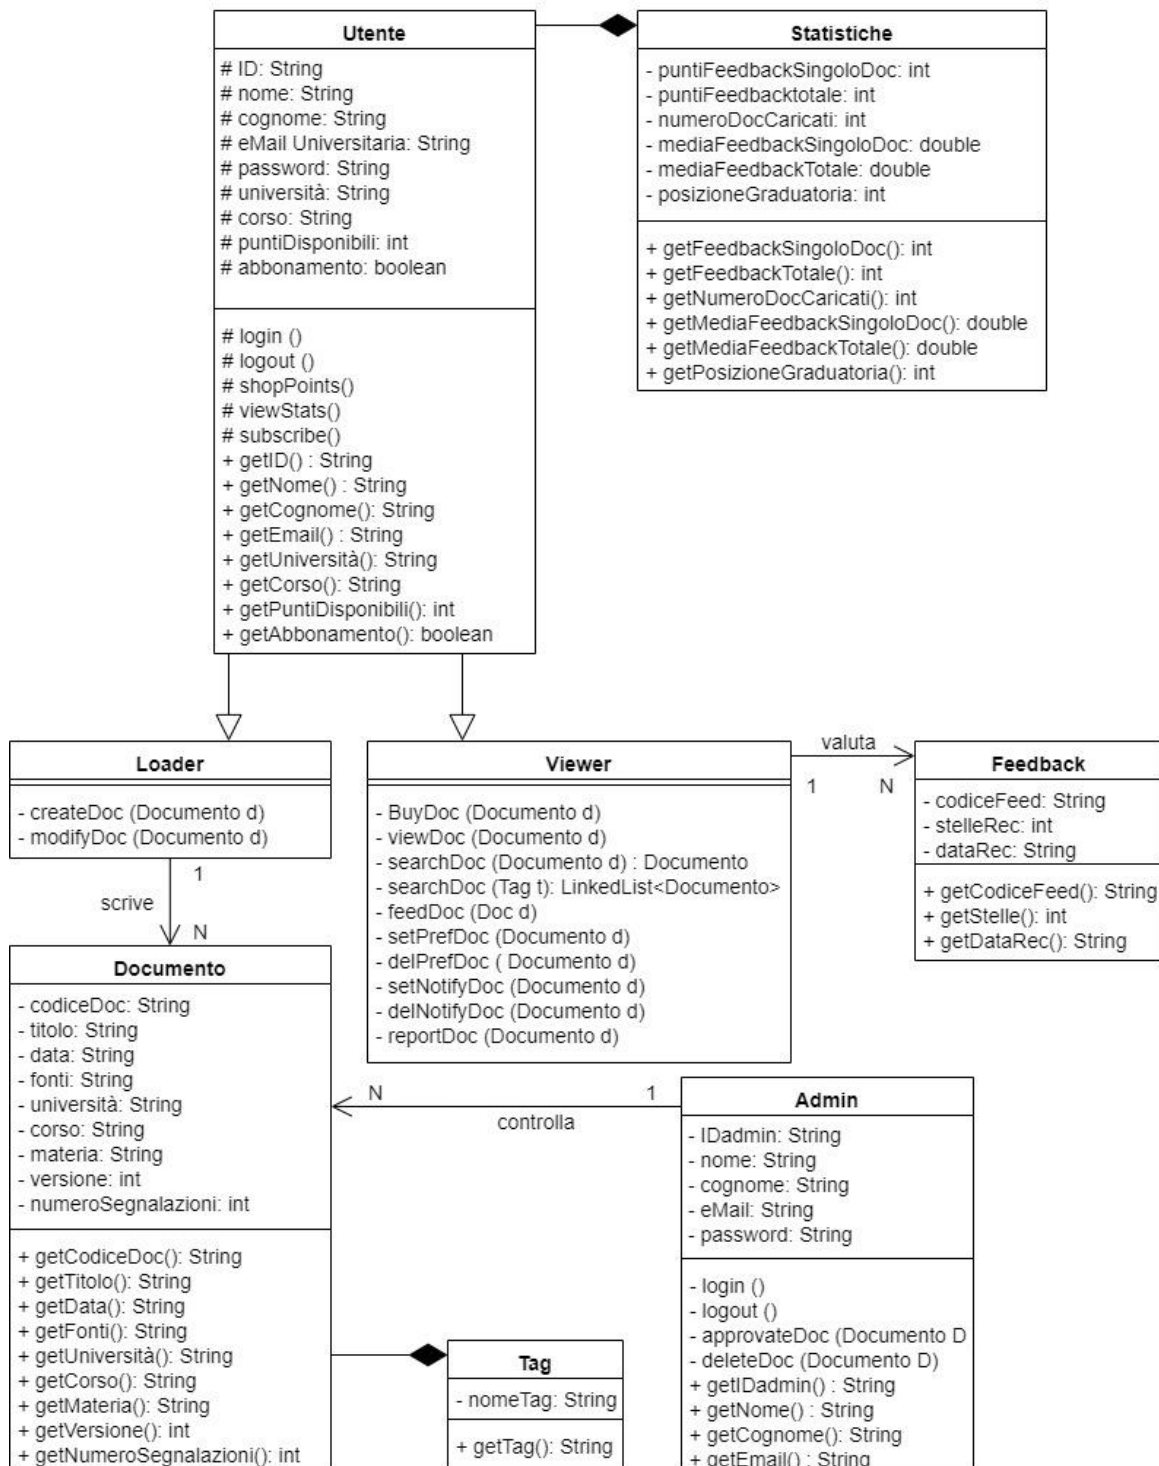 Utente
# ID: String
# nome: String
# cognome: String
# eMail Universitaria: String
# password: String
# università: String
# corso: String
# puntiDisponibili: int
# abbonamento: boolean
# login ()
# logout ()
# shopPoints()
# viewStats()
# subscribe()
+ getID() : String
+ getNome() : String
+ getCognome(): String
+ getEmail() : String
+ getUniversità(): String
+ getCorso(): String
+ getPuntiDisponibili(): int
+ getAbbonamento(): boolean
Statistiche
- puntiFeedbackSingoloDoc: int
- puntiFeedbacktotale: int
- numeroDocCaricati: int
- mediaFeedbackSingoloDoc: double
- mediaFeedbackTotale: double
- posizioneGraduatoria: int
+ getFeedbackSingoloDoc(): int
+ getFeedbackTotale(): int
+ getNumeroDocCaricati(): int
+ getMediaFeedbackSingoloDoc(): double
+ getMediaFeedbackTotale(): double
+ getPosizioneGraduatoria(): int
Loader
- createDoc (Documento d)
- modifyDoc (Documento d)
1
scrive
N
Viewer
- BuyDoc (Documento d)
- viewDoc (Documento d)
- searchDoc (Documento d) : Documento
- searchDoc (Tag t): LinkedList<Documento>
- feedDoc (Doc d)
- setPrefDoc (Documento d)
- delPrefDoc ( Documento d)
- setNotifyDoc (Documento d)
- delNotifyDoc (Documento d)
- reportDoc (Documento d)
valuta
1 N
Feedback
- codiceFeed: String
- stelleRec: int
- dataRec: String
+ getCodiceFeed(): String
+ getStelle(): int
+ getDataRec(): String
Documento
- codiceDoc: String
- titolo: String
- data: String
- fonti: String
- università: String
- corso: String
- materia: String
- versione: int
- numeroSegnalazioni: int
+ getCodiceDoc(): String
+ getTitolo(): String
+ getData(): String
+ getFonti(): String
+ getUniversità(): String
+ getCorso(): String
+ getMateria(): String
+ getVersione(): int
+ getNumeroSegnalazioni(): int
N 1
controlla
Tag
- nomeTag: String
+ getTag(): String
Admin
- IDadmin: String
- nome: String
- cognome: String
- eMail: String
- password: String
- login ()
- logout ()
- approvateDoc (Documento D
- deleteDoc (Documento D)
+ getIDadmin() : String
+ getNome() : String
+ getCognome(): String
+ getEmail() : String